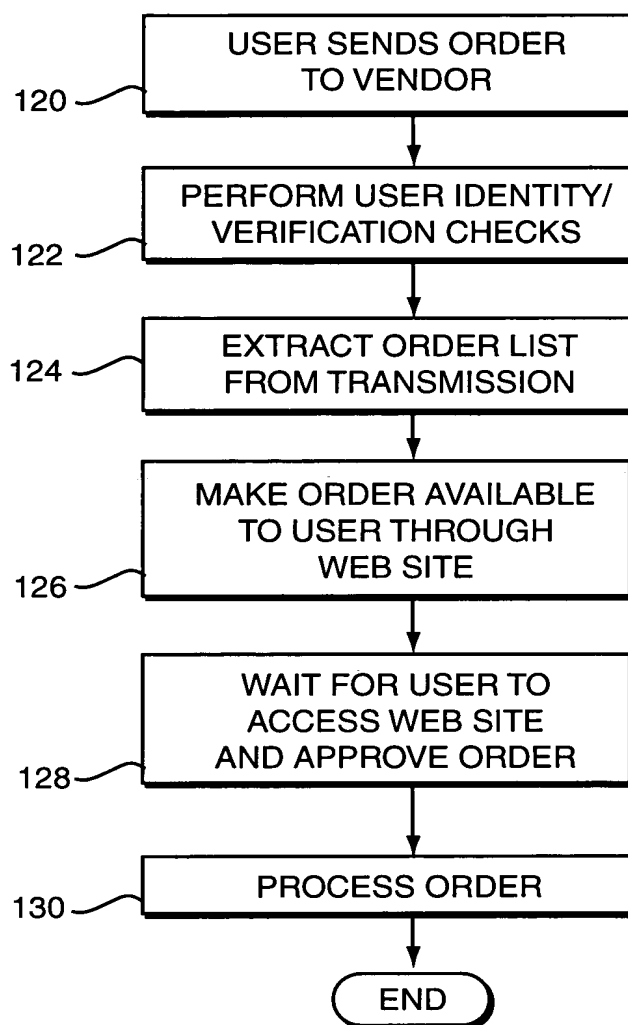 USER SENDS ORDER
TO VENDOR
120
PERFORM USER IDENTITY/
VERIFICATION CHECKS
122
EXTRACT ORDER LIST
FROM TRANSMISSION
124
MAKE ORDER AVAILABLE
TO USER THROUGH
WEB SITE
126
WAIT FOR USER TO
ACCESS WEB SITE
AND APPROVE ORDER
128
PROCESS ORDER
130
END